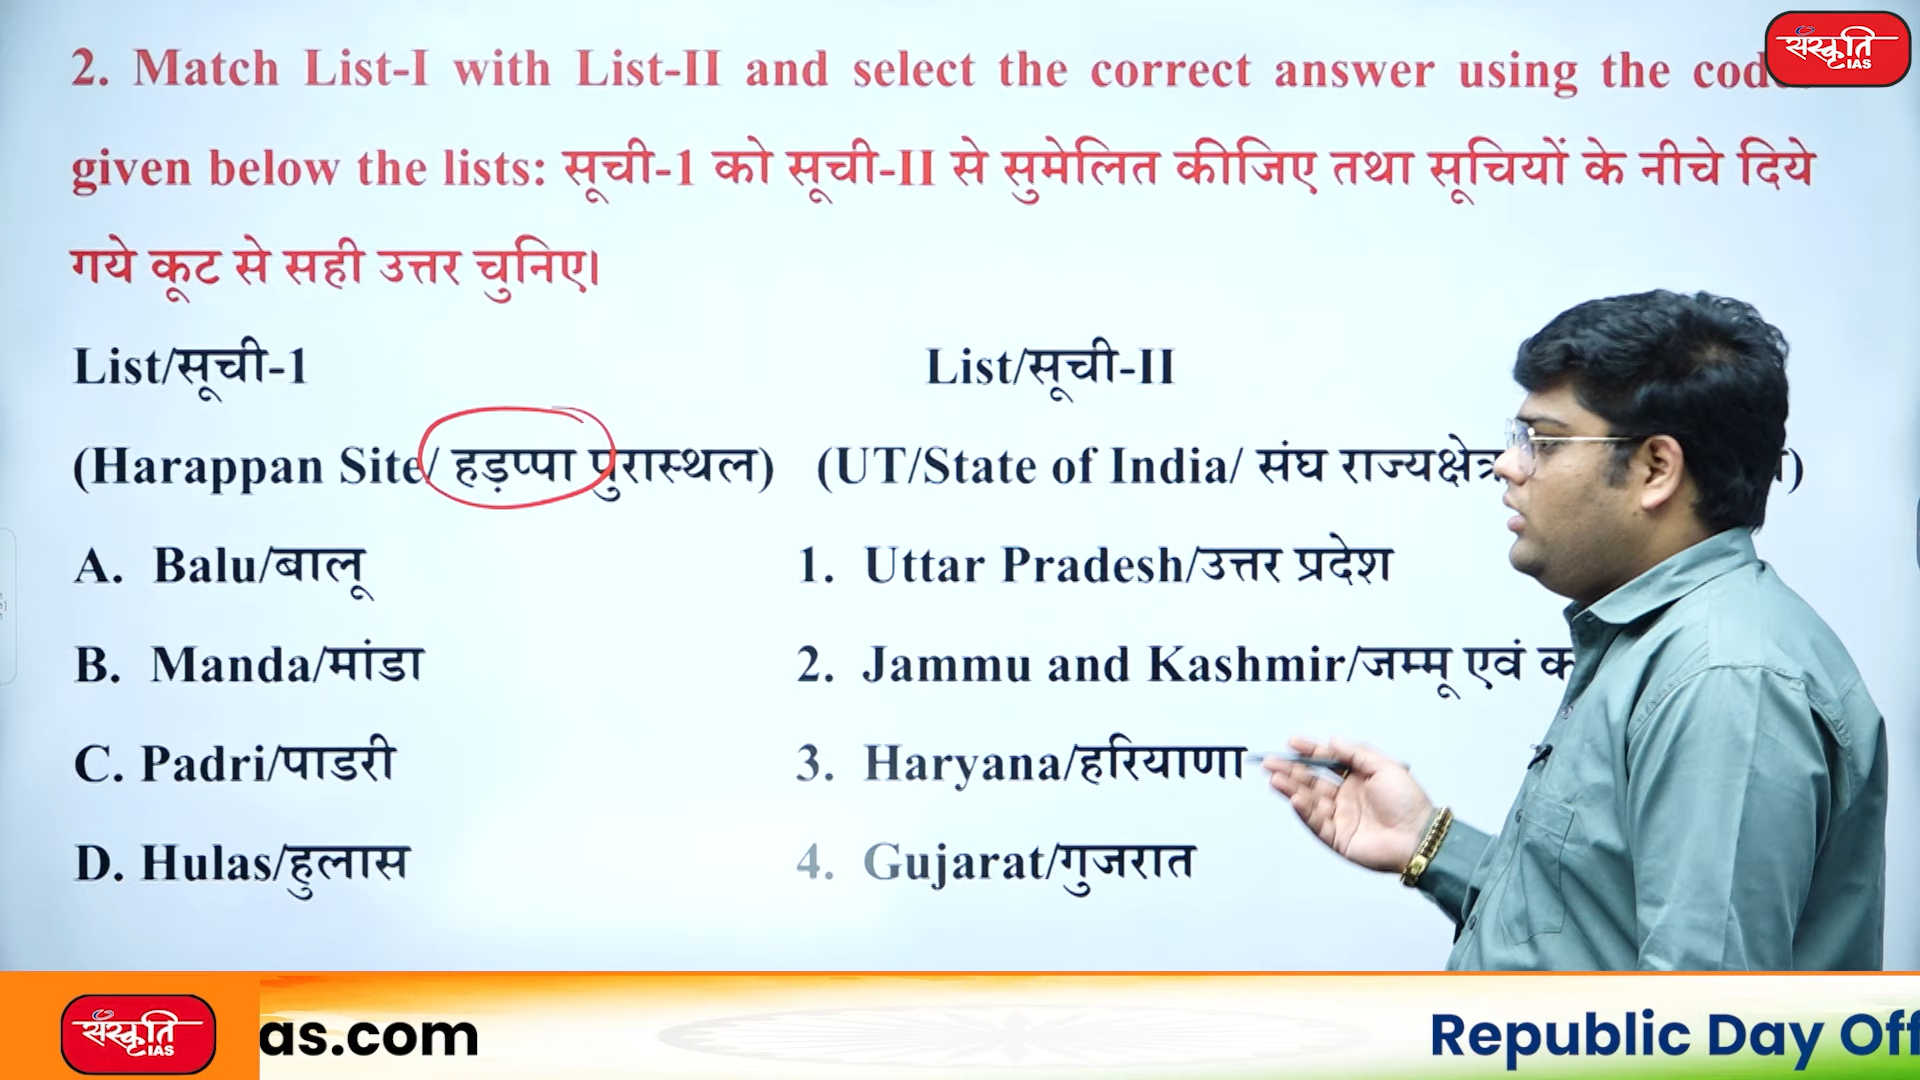 संस्कृति
IAS
2. Match List-I with List-II and select the correct answer using the
given below the lists: सूची-1 को सूची-II से सुमेलित कीजिए तथा सूचियों के नीचे दिये
गये कूट से सही उत्तर चुनिए।
List/सूची-1 List/सूची-II
(Harappan Site/ हड़प्पा पुरास्थल) (UT/State of India/ संघ राज्यक्षेत्र
A. Balu/बालू 1. Uttar Pradesh/उत्तर प्रदेश
B. Manda/मांडा 2. Jammu and Kashmir/जम्मू एवं
C. Padri/पाडरी 3. Haryana/हरियाणा
D. Hulas/हुलास 4. Gujarat/गुजरात
संस्कृति
IAS
as.com Republic Day Off